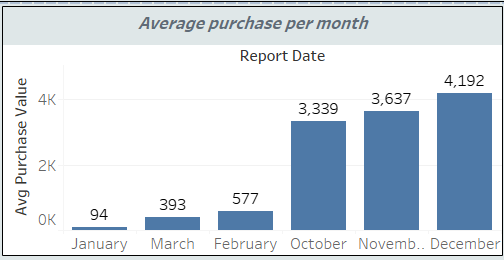 Average purchase per month
Report Date
Avg Purchase Value
4K
2K
0K
94
393
577
3,339
3,637
4,192
January March February October Novemb.. December